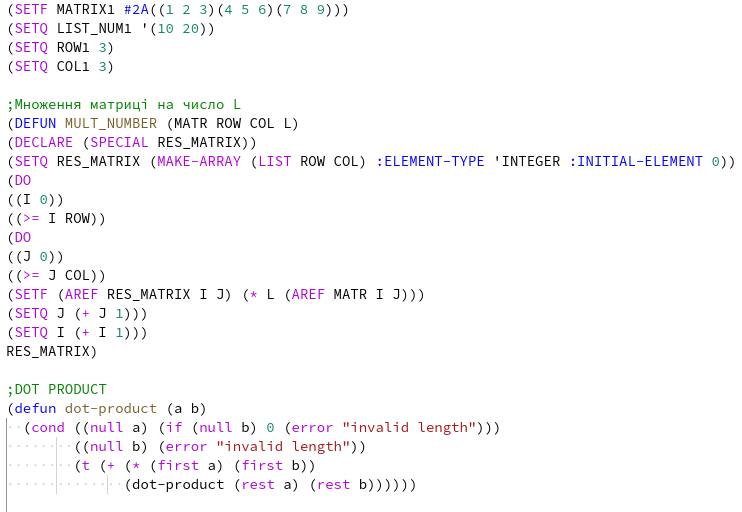 (SETF MATRIX1 #2A((1 2 3)(4 5 6)(7 8 9)))
(SETQ LIST_NUM1 '(10 20))
(SETQ ROW1 3)
(SETQ COL1 3)

;Множення матриці на число L
(DEFUN MULT_NUMBER (MATR ROW COL L)
(DECLARE (SPECIAL RES_MATRIX))
(SETQ RES_MATRIX (MAKE-ARRAY (LIST ROW COL) :ELEMENT-TYPE 'INTEGER :INITIAL-ELEMENT 0))
(DO
((I 0))
((>= I ROW))
(DO
((J 0))
((>= J COL))
(SETF (AREF RES_MATRIX I J) (* L (AREF MATR I J)))
(SETQ J (+ J 1)))
(SETQ I (+ I 1)))
RES_MATRIX)

;DOT PRODUCT
(defun dot-product (a b)
  (cond ((null a) (if (null b) 0 (error "invalid length")))
        ((null b) (error "invalid length"))
        (t (+ (* (first a) (first b))
              (dot-product (rest a) (rest b))))))